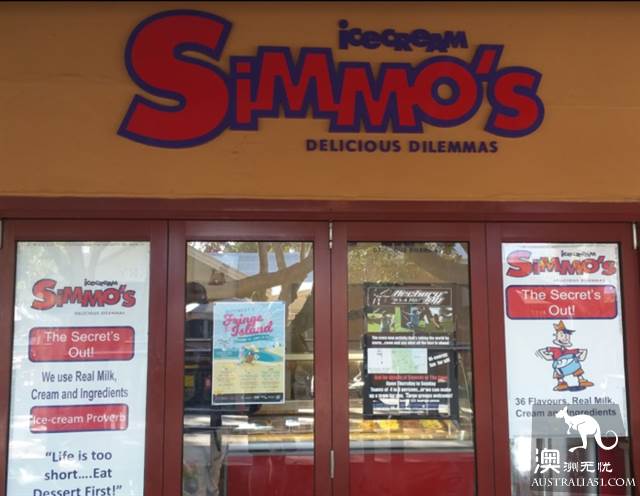 icecream
SiMMO'S
DELICIOUS DILEMMAS
icecream
SiMMO'S
DELICIOUS DILEMMAS
The Secret's
Out!
We use Real Milk,
Cream and Ingredients
Ice-cream Proverb
"Life is too
short....Eat
Dessert First!"
Fringe
Island
Archery
icecream
SiMMO'S
DELICIOUS DILEMMAS
The Secret's
Out!
36 Flavours, Real Milk,
Cream and Ingredients
澳洲无忧
AUSTRALIA51.COM